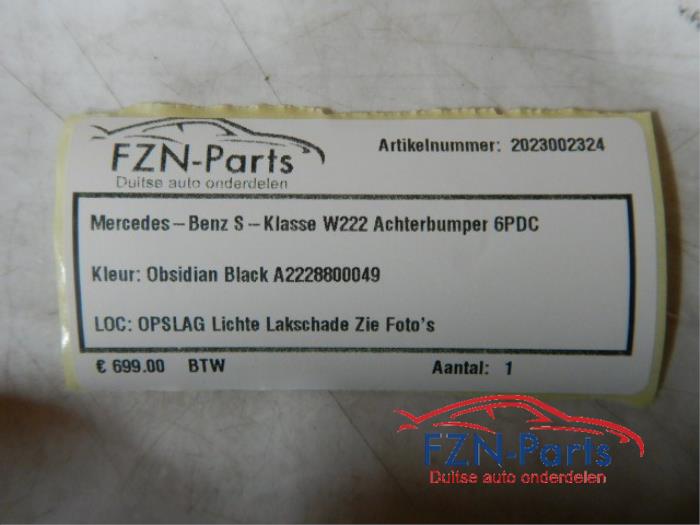 FZN-Parts
Duitse auto onderdelen
Artikelnummer: 2023002324
Mercedes-Benz S-Klasse W222 Achterbumper 6PDC
Kleur: Obsidian Black A2228800049
LOC: OPSLAG Lichte Lakschade Zie Foto's
€ 699.00 BTW Aantal: 1
FZN-Parts
Duitse auto onderdelen